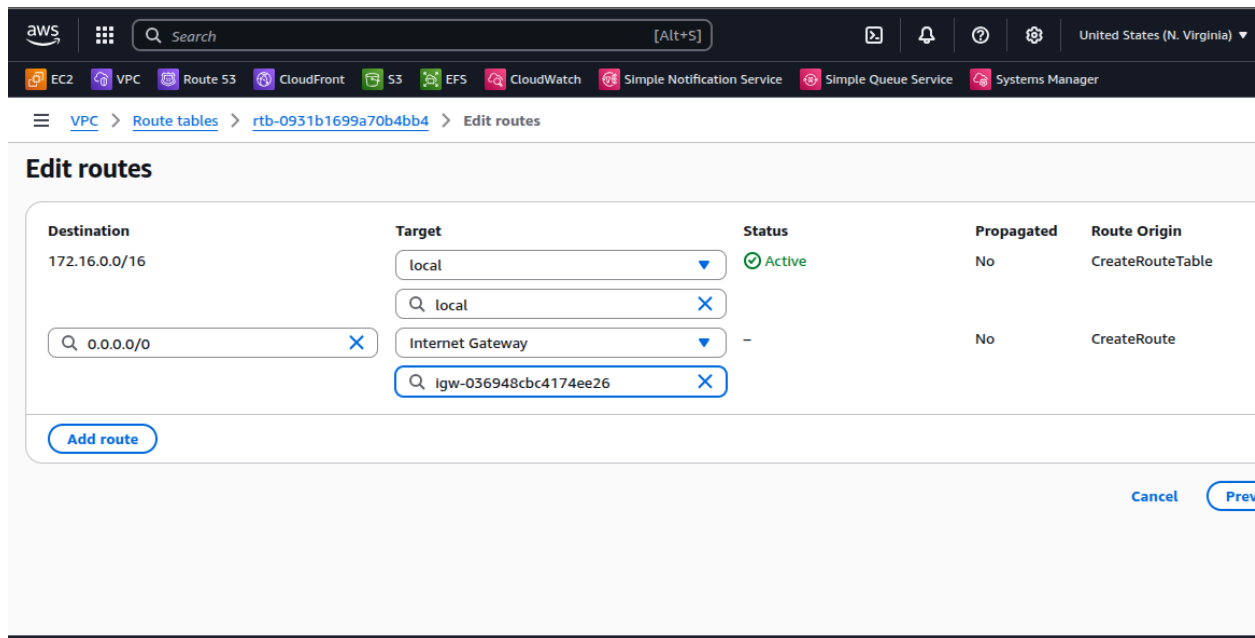 aws Search [Alt+S] United States (N. Virginia)
EC2 VPC Route 53 CloudFront S3 EFS CloudWatch Simple Notification Service Simple Queue Service Systems Manager
VPC > Route tables > rtb-0931b1699a70b4bb4 > Edit routes
Edit routes
Destination Target Status Propagated Route Origin
172.16.0.0/16 local Active No CreateRouteTable
local
0.0.0.0/0 Internet Gateway – No CreateRoute
igw-036948cbc4174ee26
Add route
Cancel Prev